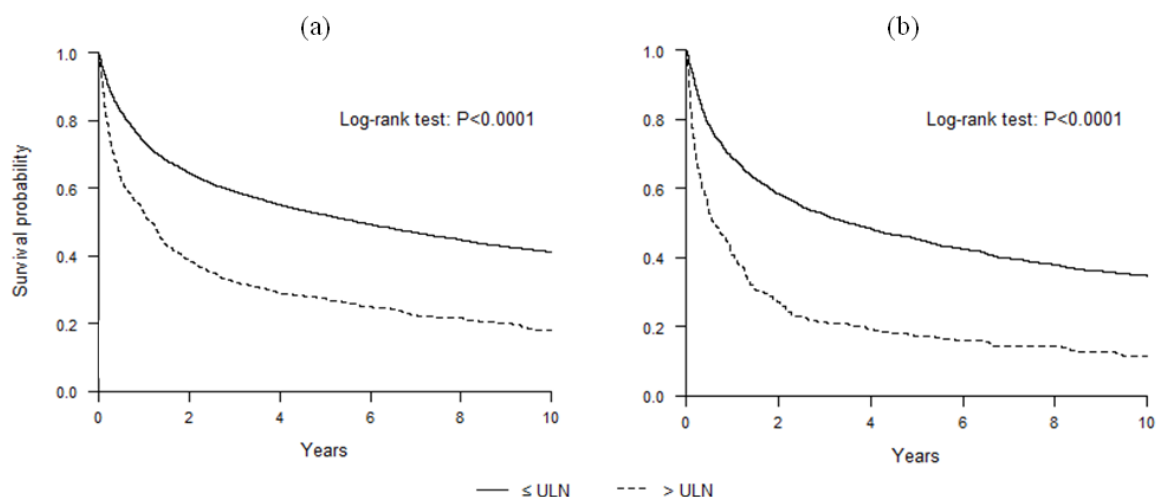 (a)
(b)
Survival probability
1.0
0.8
0.6
0.4
0.2
0.0
Log-rank test: P<0.0001
0 2 4 6 8 10
Years
1.0
0.8
0.6
0.4
0.2
0.0
Log-rank test: P<0.0001
0 2 4 6 8 10
Years
≤ ULN > ULN